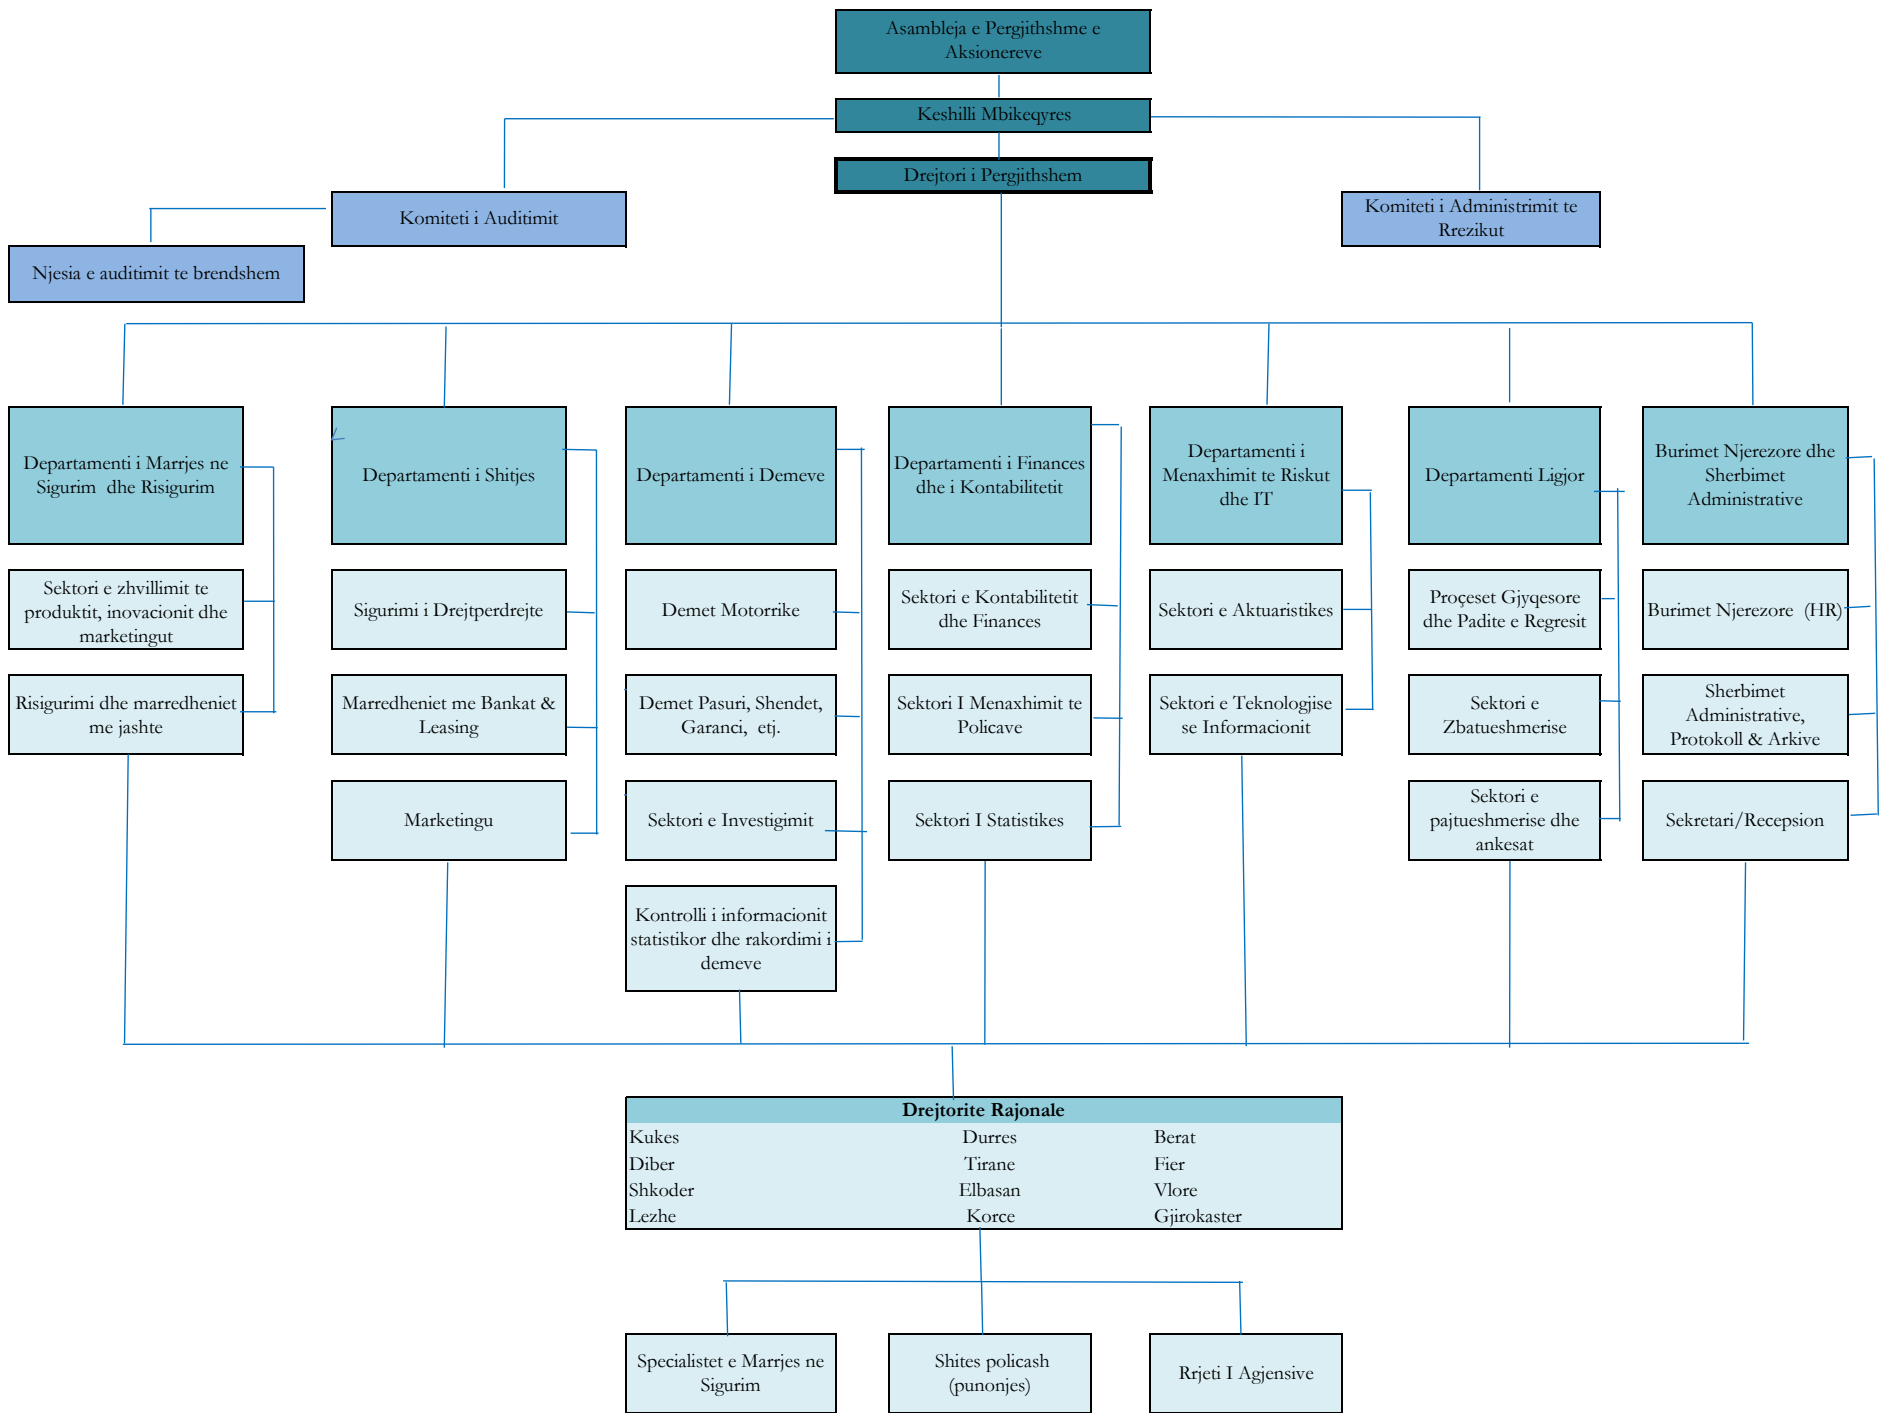 Asambleja e Pergjithshme e
Aksionereve
Keshilli Mbikeqyres
Drejtori i Pergjithshem
Komiteti i Auditimit
Komiteti i Administrimit te
Rrezikut
Njesia e auditimit te brendshem
Departamenti i Marrjes ne
Sigurim dhe Risigurim
Departamenti i Shitjes
Departamenti i Demeve
Departamenti i Finances
dhe i Kontabilitetit
Departamenti i
Menaxhimit te Riskut
dhe IT
Departamenti Ligjor
Burimet Njerezore dhe
Sherbimet
Administrative
Sektori e zhvillimit te
produktit, inovacionit dhe
marketingut
Sigurimi i Drejtperdrejte
Demet Motorrike
Sektori e Kontabilitetit
dhe Finances
Sektori e Aktuaristikes
Proçeset Gjyqesore
dhe Padite e Regresit
Burimet Njerezore (HR)
Risigurimi dhe marredheniet
me jashte
Marredheniet me Bankat &
Leasing
Demet Pasuri, Shendet,
Garanci, etj.
Sektori I Menaxhimit te
Policave
Sektori e Teknologjise
se Informacionit
Sektori e
Zbatueshmerise
Sherbimet
Administrative,
Protokoll & Arkive
Marketingu
Sektori e Investigimit
Sektori I Statistikes
Sektori e
pajtueshmerise dhe
ankesat
Sekretari/Recepsion
Kontrolli i informacionit
statistikor dhe rakordimi i
demeve
Drejtorite Rajonale
Kukes Durres Berat
Diber Tirane Fier
Shkoder Elbasan Vlore
Lezhe Korce Gjirokaster
Specialistet e Marrjes ne
Sigurim
Shites policash
(punonjes)
Rrjeti I Agjensive